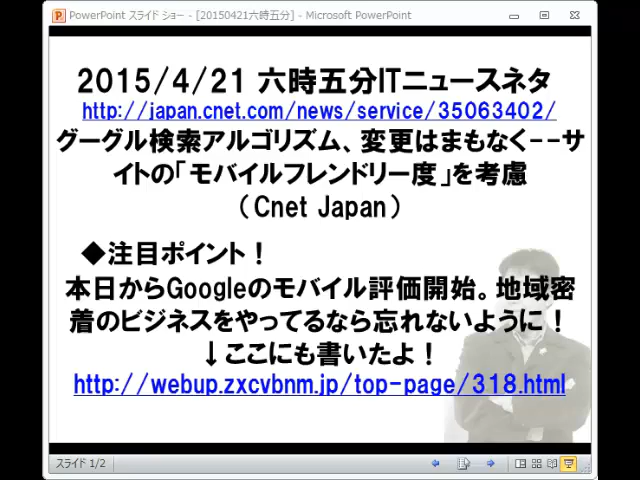 PowerPoint スライド ショー - [20150421六時五分] - Microsoft PowerPoint
2015/4/21 六時五分ITニュースネタ
http://japan.cnet.com/news/service/35063402/
グーグル検索アルゴリズム、変更はまもなく--サ
イトの「モバイルフレンドリー度」を考慮
（Cnet Japan）
◆注目ポイント！
本日からGoogleのモバイル評価開始。地域密
着のビジネスをやってるなら忘れないように！
↓ここにも書いたよ！
http://webup.zxcvbnm.jp/top-page/318.html
スライド 1/2